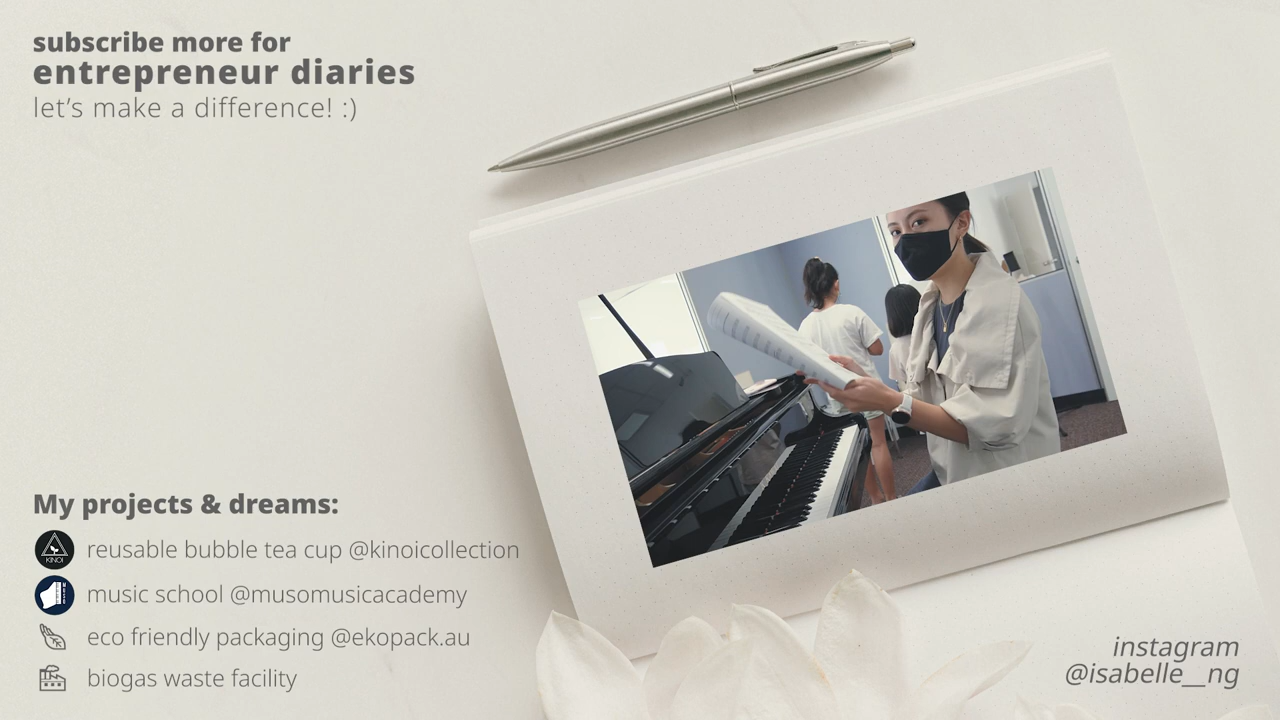 subscribe more for
entrepreneur diaries
let's make a difference! :)
My projects & dreams:
KINOI
reusable bubble tea cup @kinoicollection
music school @musomusicacademy
eco friendly packaging @ekopack.au
biogas waste facility
instagram
@isabelle__ng